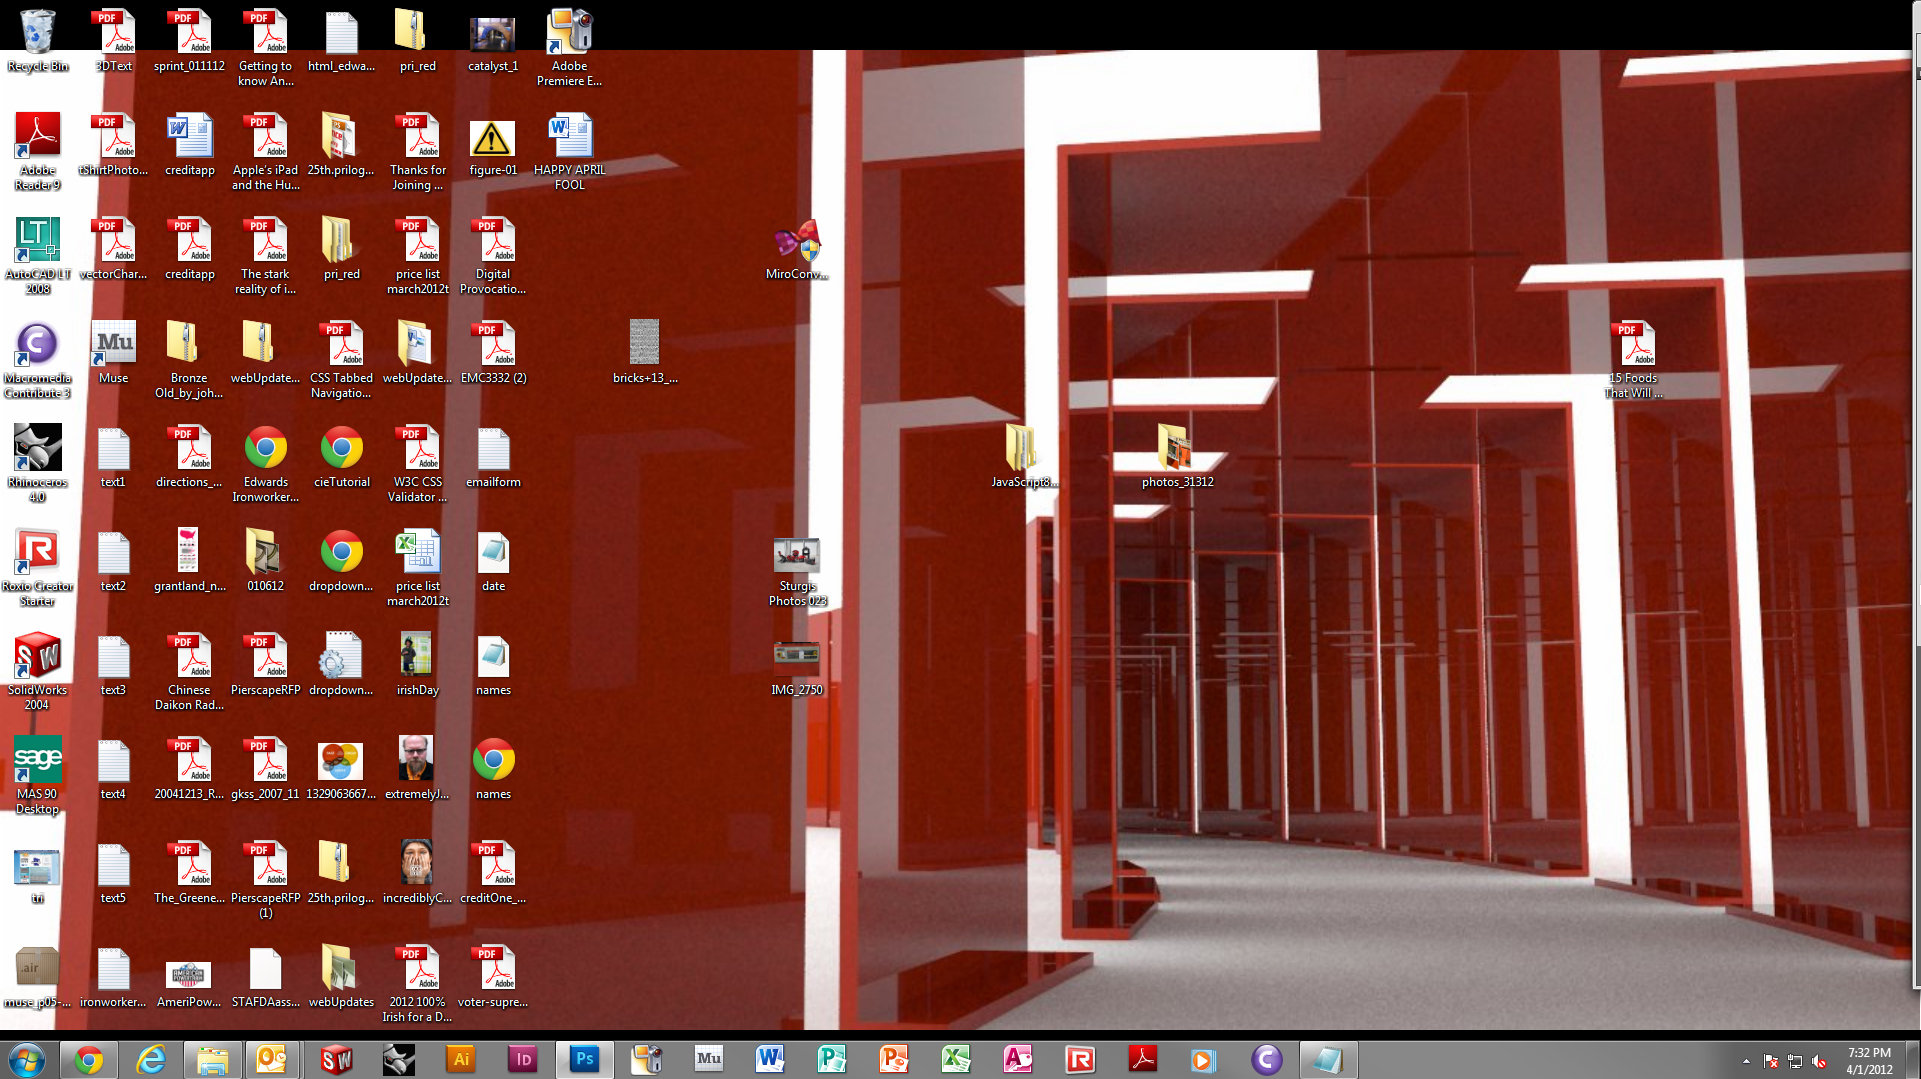 Recycle Bin
3DText
sprint_011112
Getting to
know An...
html_edwa...
pri_red
catalyst_1
Adobe
Premiere E...
Adobe
Reader 9
tShirtPhoto...
creditapp
Apple's iPad
and the Hu...
25th.prilog...
Thanks for
Joining ...
figure-01
HAPPY APRIL
FOOL
AutoCAD LT
2008
vectorChar...
creditapp
The stark
reality of i...
pri_red
price list
march2012t
Digital
Provocatio...
MiroConv...
Macromedia
Contribute 3
Muse
Bronze
Old_by_joh...
webUpdate...
CSS Tabbed
Navigatio...
webUpdate...
EMC3332 (2)
bricks+13_...
15 Foods
That Will ...
Rhinoceros
4.0
text1
directions_...
Edwards
Ironworker...
cieTutorial
W3C CSS
Validator ...
emailform
JavaScript8...
photos_31312
Roxio Creator
Starter
text2
grantland_n...
010612
dropdown...
price list
march2012t
date
Sturgis
Photos 023
SolidWorks
2004
text3
Chinese
Daikon Rad...
PierscapeRFP
dropdown...
irishDay
names
IMG_2750
MAS 90
Desktop
text4
20041213_R...
gkss_2007_11
1329063667...
extremelyJ...
names
tri
text5
The_Greene...
PierscapeRFP
(1)
25th.prilog...
incrediblyC...
creditOne_...
muse_p05-...
ironworker...
AmeriPow...
STAFDAass...
webUpdates
2012 100%
Irish for a D...
voter-supre...
7:32 PM
4/1/2012